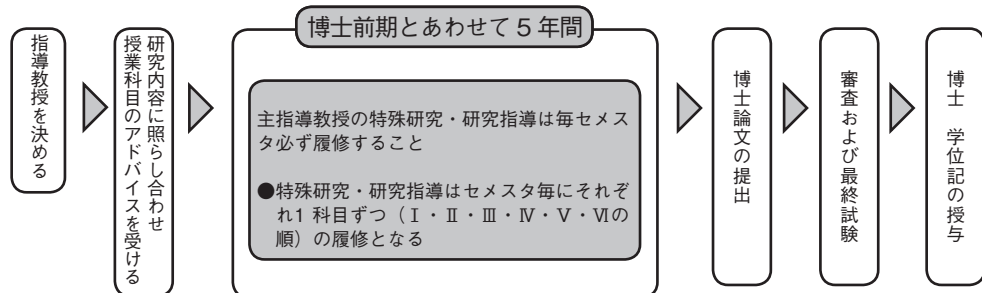 指導教授を決める
研究内容に照らし合わせ
授業科目のアドバイスを受ける
博士前期とあわせて5年間
主指導教授の特殊研究・研究指導は毎セメス
タ必ず履修すること
●特殊研究・研究指導はセメスタ毎にそれぞ
れ1 科目ずつ（Ⅰ・Ⅱ・Ⅲ・Ⅳ・Ⅴ・Ⅵの
順）の履修となる
博士論文の提出
審査および最終試験
博士　学位記の授与